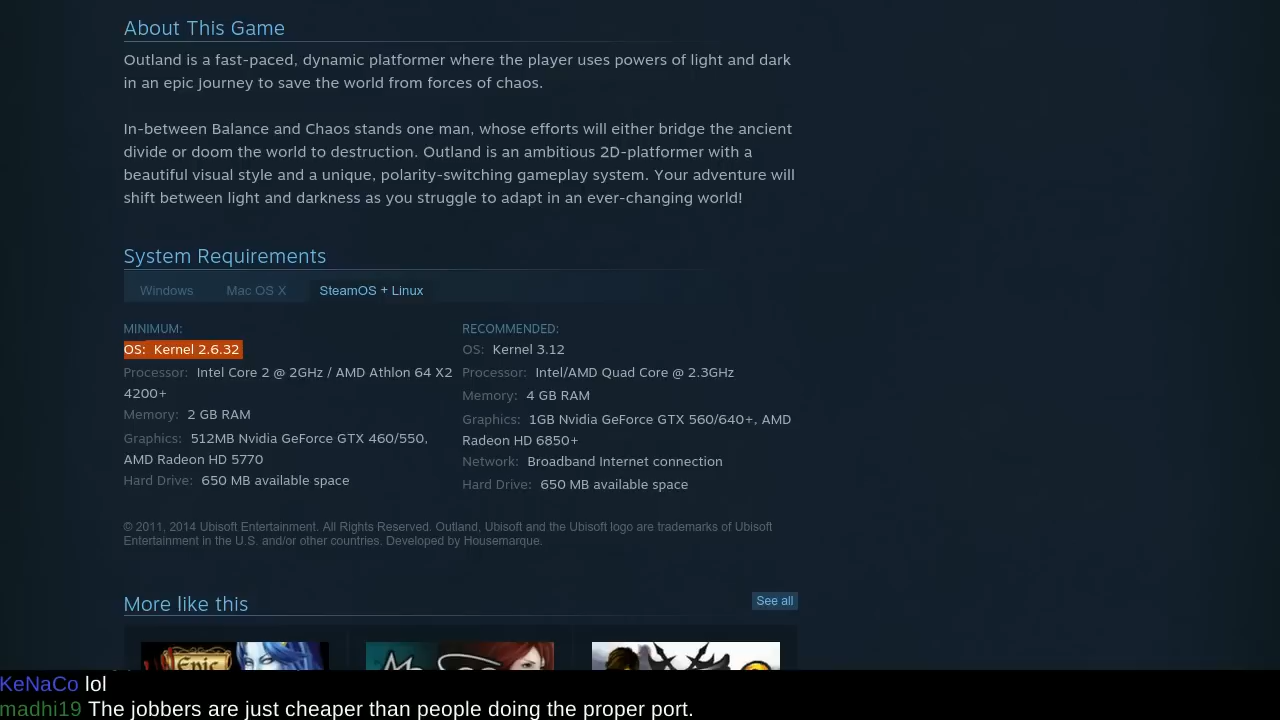 About This Game
Outland is a fast-paced, dynamic platformer where the player uses powers of light and dark
in an epic journey to save the world from forces of chaos.
In-between Balance and Chaos stands one man, whose efforts will either bridge the ancient
divide or doom the world to destruction. Outland is an ambitious 2D-platformer with a
beautiful visual style and a unique, polarity-switching gameplay system. Your adventure will
shift between light and darkness as you struggle to adapt in an ever-changing world!
System Requirements
Windows Mac OS X SteamOS + Linux
MINIMUM:
OS: Kernel 2.6.32
Processor: Intel Core 2 @ 2GHz / AMD Athlon 64 X2
4200+
Memory: 2 GB RAM
Graphics: 512MB Nvidia GeForce GTX 460/550,
AMD Radeon HD 5770
Hard Drive: 650 MB available space
RECOMMENDED:
OS: Kernel 3.12
Processor: Intel/AMD Quad Core @ 2.3GHz
Memory: 4 GB RAM
Graphics: 1GB Nvidia GeForce GTX 560/640+, AMD
Radeon HD 6850+
Network: Broadband Internet connection
Hard Drive: 650 MB available space
© 2011, 2014 Ubisoft Entertainment. All Rights Reserved. Outland, Ubisoft and the Ubisoft logo are trademarks of Ubisoft
Entertainment in the U.S. and/or other countries. Developed by Housemarque.
More like this
See all
Epic
KeNaCo lol
madhi19 The jobbers are just cheaper than people doing the proper port.